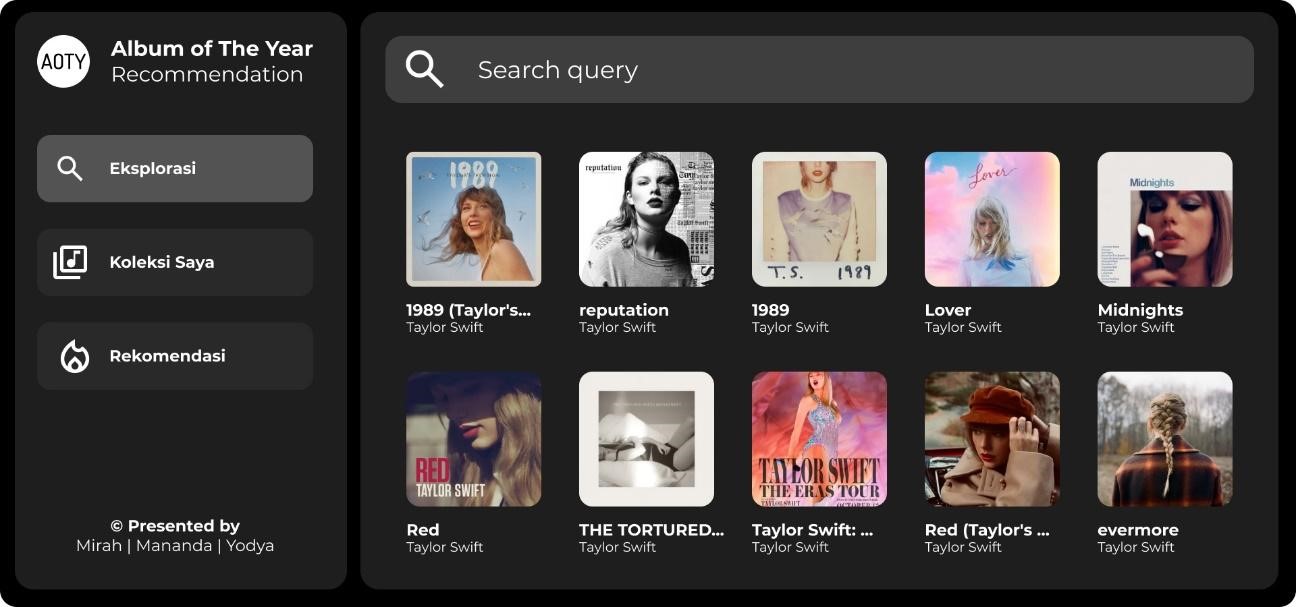 AOTY
Album of The Year
Recommendation
Eksplorasi
Koleksi Saya
Rekomendasi
© Presented by
Mirah | Mananda | Yodya
Search query
1989
reputation
T.S. 1989
Lover
Midnights
1989 (Taylor's...
Taylor Swift
reputation
Taylor Swift
1989
Taylor Swift
Lover
Taylor Swift
Midnights
Taylor Swift
RED
TAYLOR SWIFT
TAYLOR SWIFT
THE ERAS TOUR
Red
Taylor Swift
THE TORTURED...
Taylor Swift
Taylor Swift: ...
Taylor Swift
Red (Taylor's ...
Taylor Swift
evermore
Taylor Swift